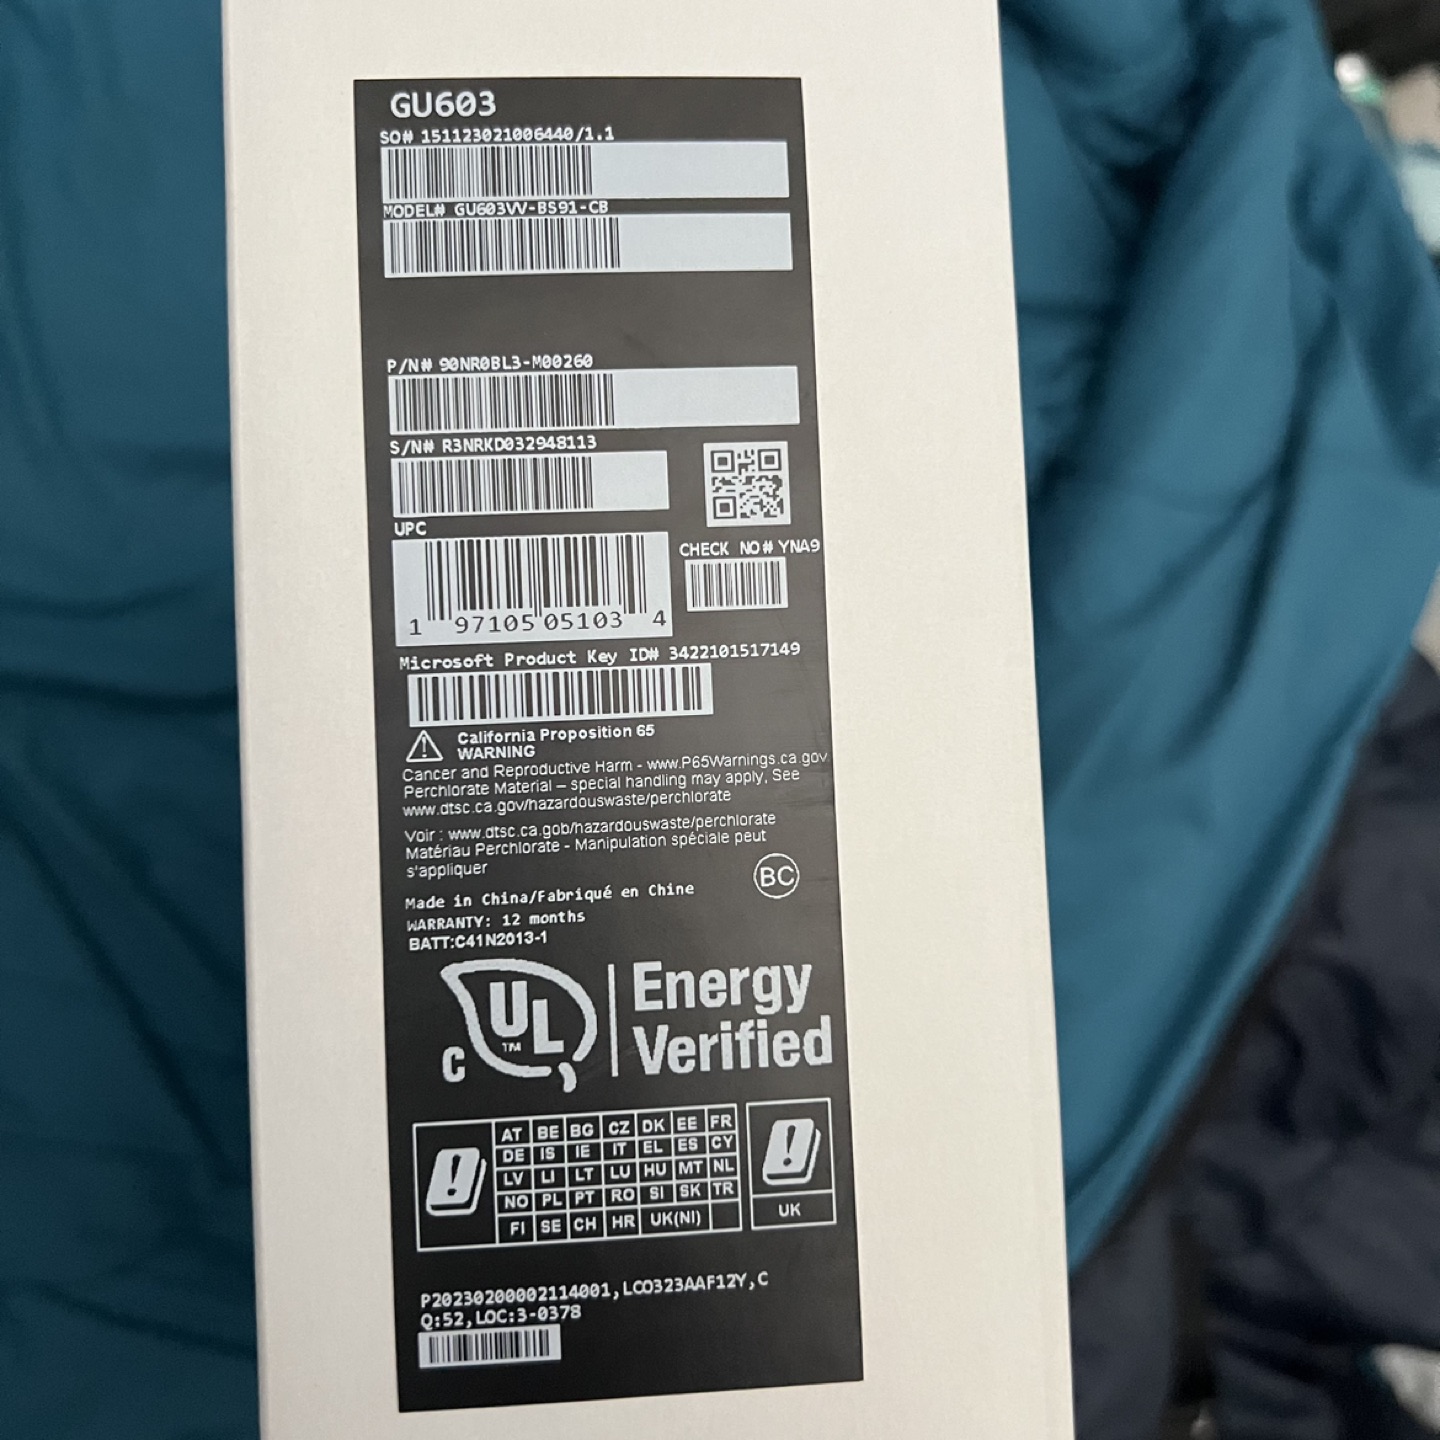 GU603
SO# 151123021006440/1.1
MODEL# GU603VV-BS91-CB
P/N# 90NR0BL3-M00260
S/N# R3NRKD032948113
UPC
CHECK NO# YNA9
1 97105 05103 4
Microsoft Product Key ID# 3422101517149
California Proposition 65
WARNING
Cancer and Reproductive Harm - www.P65Warnings.ca.gov
Perchlorate Material – special handling may apply, See
www.dtsc.ca.gov/hazardouswaste/perchlorate
Voir : www.dtsc.ca.gob/hazardouswaste/perchlorate
Matériau Perchlorate - Manipulation spéciale peut
s'appliquer
BC
Made in China/Fabriqué en Chine
WARRANTY: 12 months
BATT:C41N2013-1
C UL TM
Energy
Verified
AT BE BG CZ DK EE FR
DE IS IE IT EL ES CY
LV LI LT LU HU MT NL
NO PL PT RO SI SK TR
FI SE CH HR UK(NI)
UK
P20230200002114001,LCO323AAF12Y,C
Q:52,LOC:3-0378